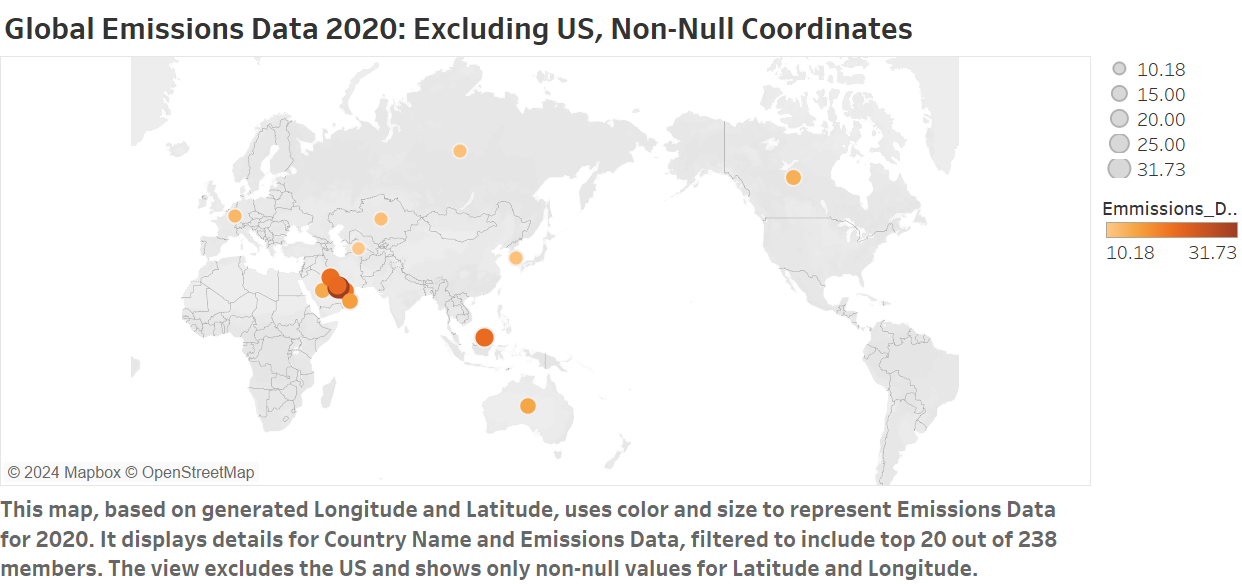 Global Emissions Data 2020: Excluding US, Non-Null Coordinates
10.18
15.00
20.00
25.00
31.73
Emmissions_D..
10.18 31.73
© 2024 Mapbox © OpenStreetMap
This map, based on generated Longitude and Latitude, uses color and size to represent Emissions Data
for 2020. It displays details for Country Name and Emissions Data, filtered to include top 20 out of 238
members. The view excludes the US and shows only non-null values for Latitude and Longitude.